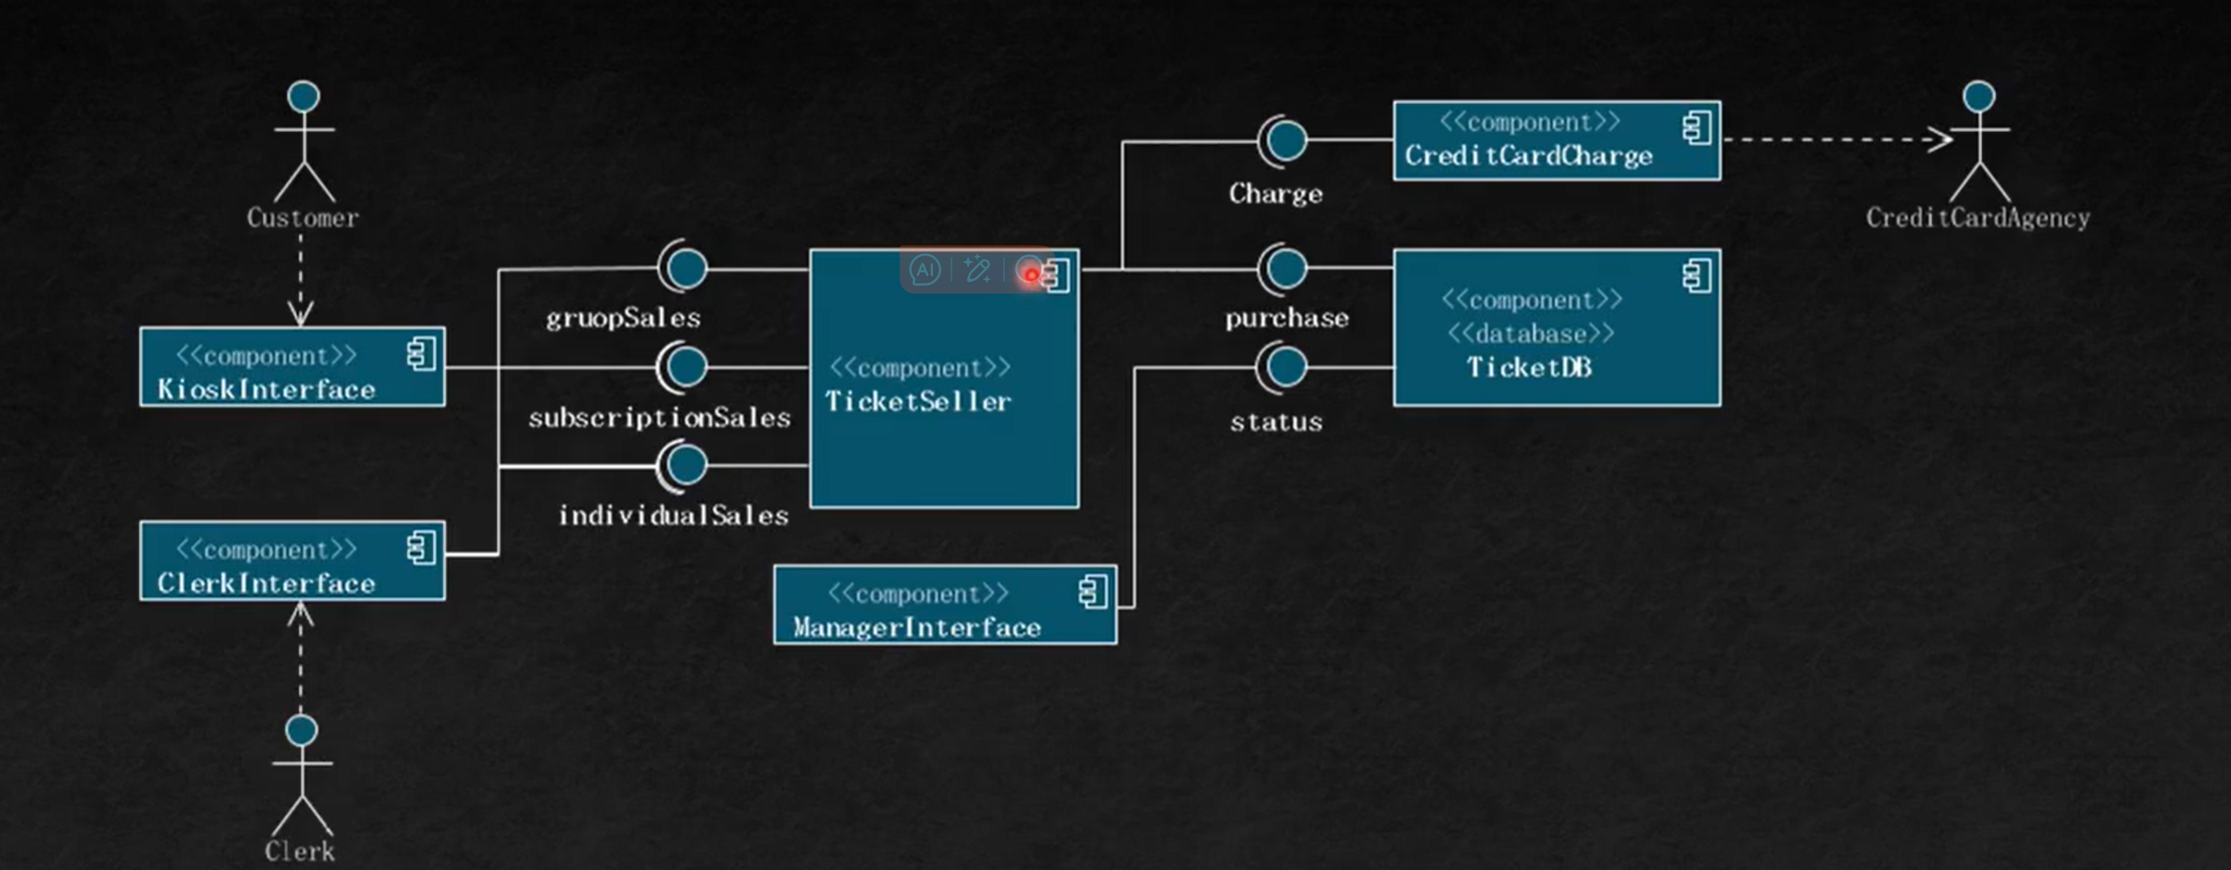 Customer
<<component>>
CreditCardCharge
Charge
CreditCardAgency
AI
gruopSales
purchase
<<component>>
KioskInterface
subscriptionSales
<<component>>
TicketSeller
<<component>>
<<database>>
TicketDB
status
individualSales
<<component>>
ClerkInterface
<<component>>
ManagerInterface
Clerk